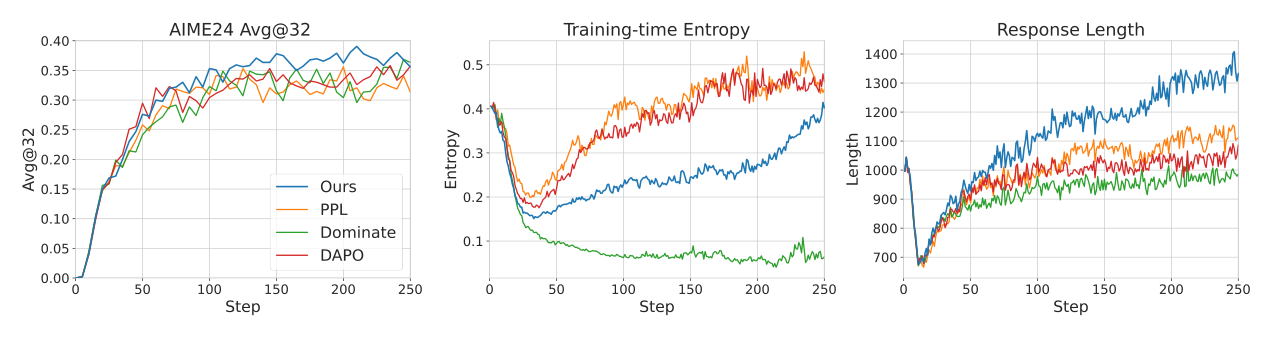 AIME24 Avg@32
Avg@32
0.40
0.35
0.30
0.25
0.20
0.15
0.10
0.05
0.00
0 50 100 150 200 250
Step
Ours
PPL
Dominate
DAPO
Training-time Entropy
Entropy
0.5
0.4
0.3
0.2
0.1
0 50 100 150 200 250
Step
Response Length
Length
1400
1300
1200
1100
1000
900
800
700
0 50 100 150 200 250
Step